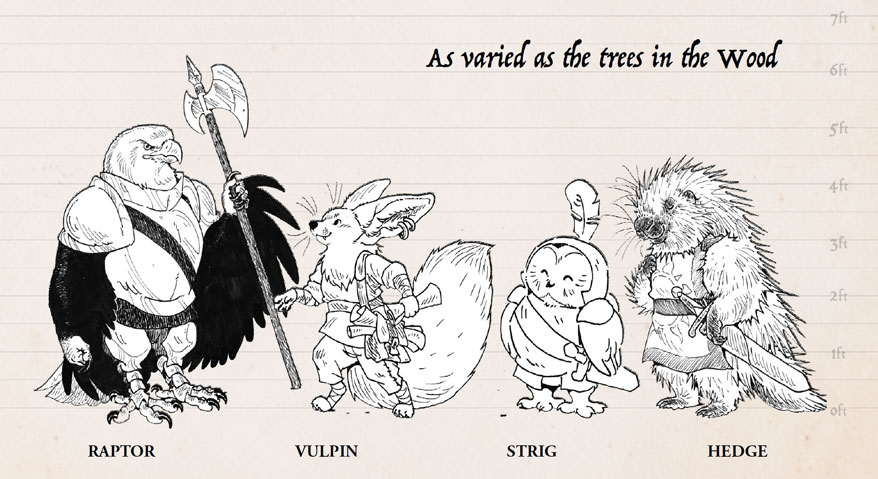 7ft
As varied as the trees in the Wood
6ft
5ft
4ft
3ft
2ft
1ft
0ft
RAPTOR VULPIN STRIG HEDGE